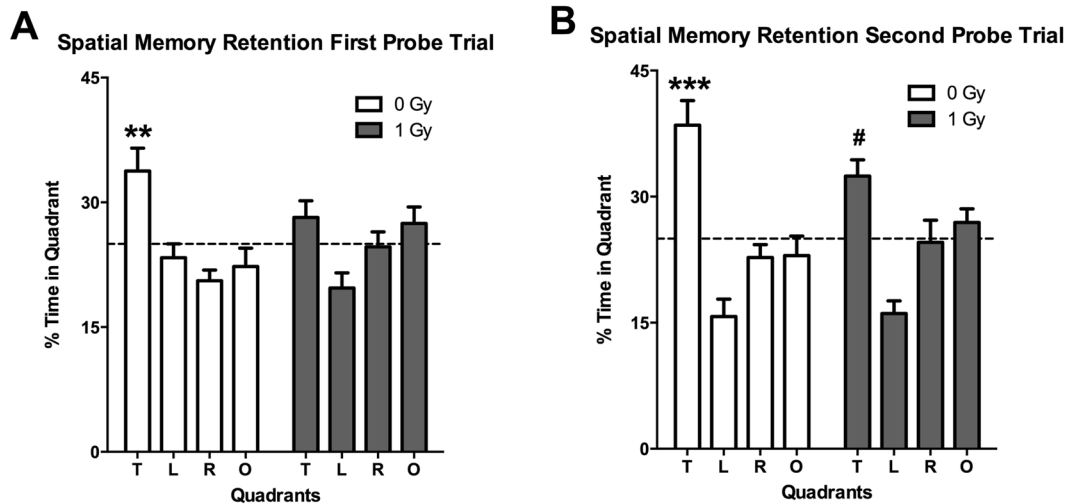 A
Spatial Memory Retention First Probe Trial
45
30
15
0
% Time in Quadrant
**
0 Gy
1 Gy
T L R O T L R O
Quadrants
B
Spatial Memory Retention Second Probe Trial
45
30
15
0
% Time in Quadrant
***
#
0 Gy
1 Gy
T L R O T L R O
Quadrants